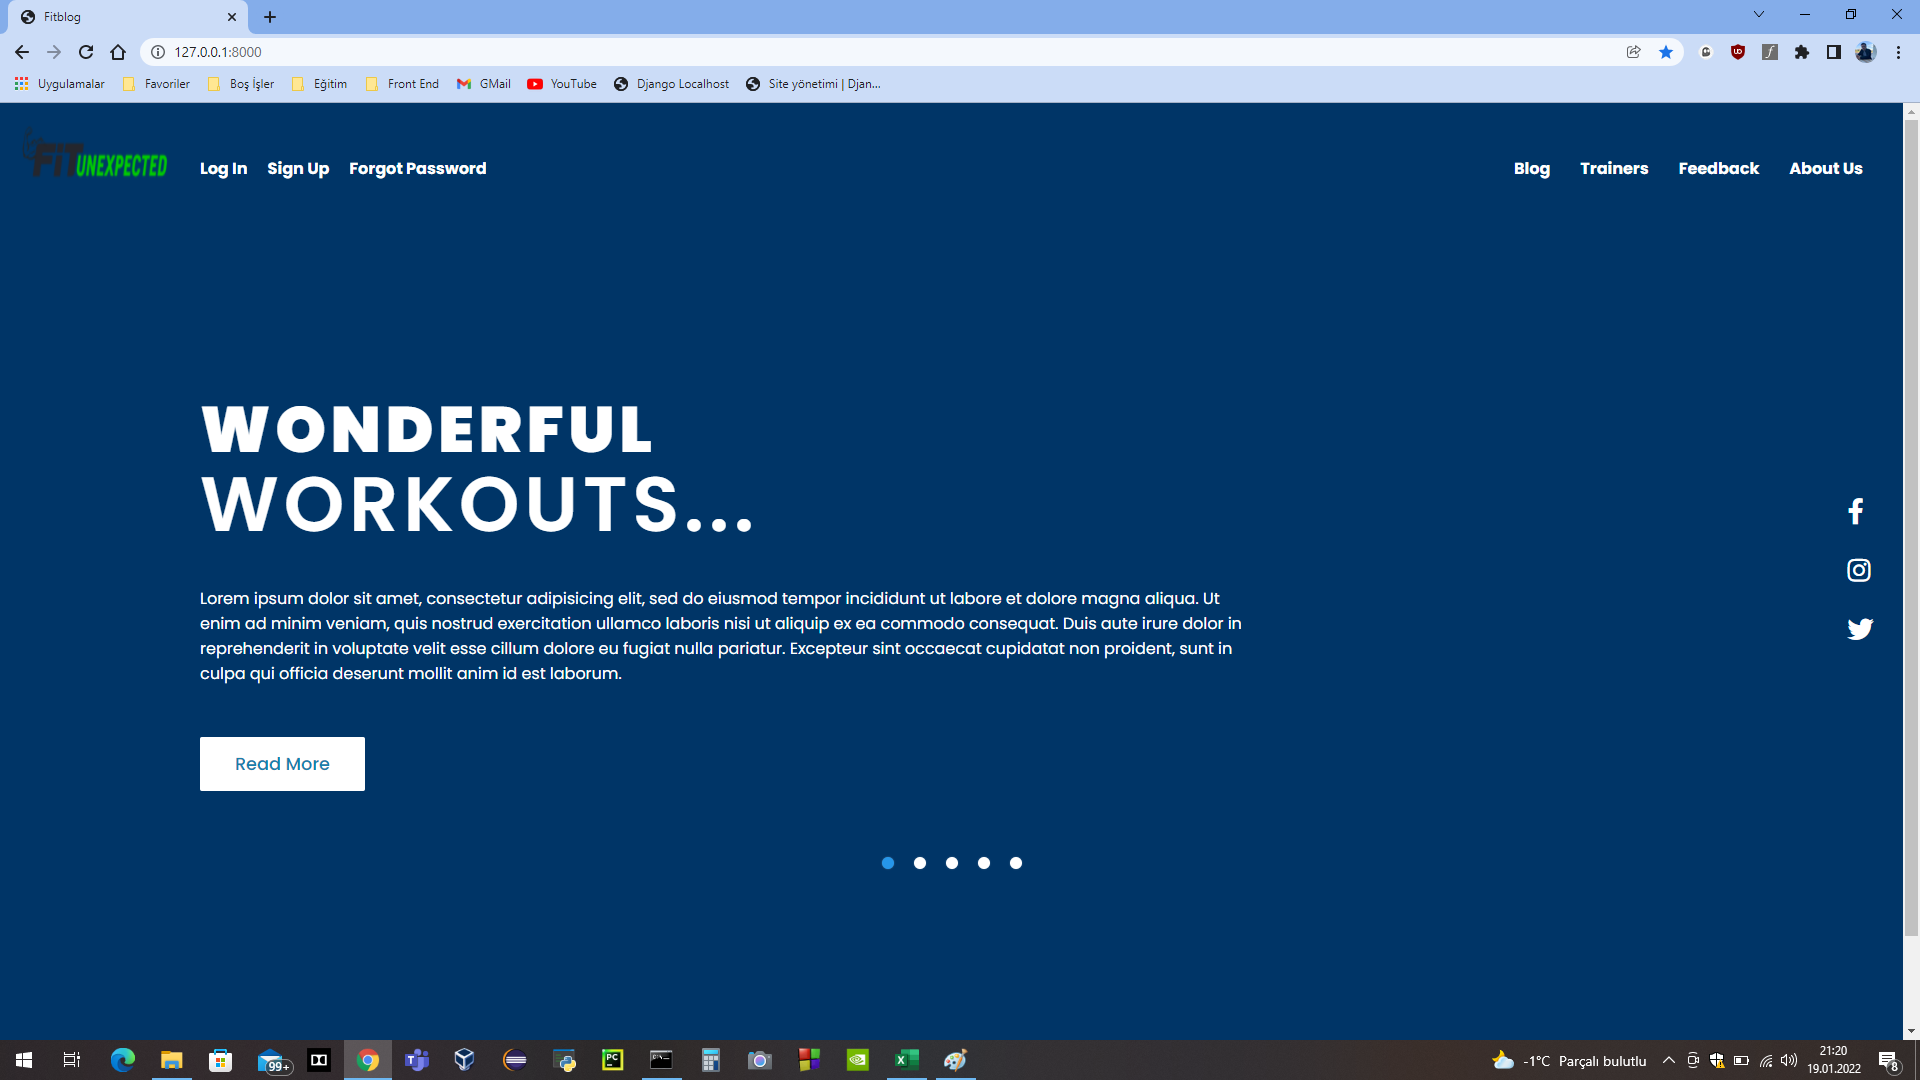 Fitblog
127.0.0.1:8000
Uygulamalar Favoriler Boş İşler Eğitim Front End GMail YouTube Django Localhost Site yönetimi | Djan...
FiT UNEXPECTED
Log In Sign Up Forgot Password
Blog Trainers Feedback About Us
WONDERFUL
WORKOUTS...
Lorem ipsum dolor sit amet, consectetur adipisicing elit, sed do eiusmod tempor incididunt ut labore et dolore magna aliqua. Ut
enim ad minim veniam, quis nostrud exercitation ullamco laboris nisi ut aliquip ex ea commodo consequat. Duis aute irure dolor in
reprehenderit in voluptate velit esse cillum dolore eu fugiat nulla pariatur. Excepteur sint occaecat cupidatat non proident, sunt in
culpa qui officia deserunt mollit anim id est laborum.
Read More
99+
-1°C Parçalı bulutlu
21:20
19.01.2022
8